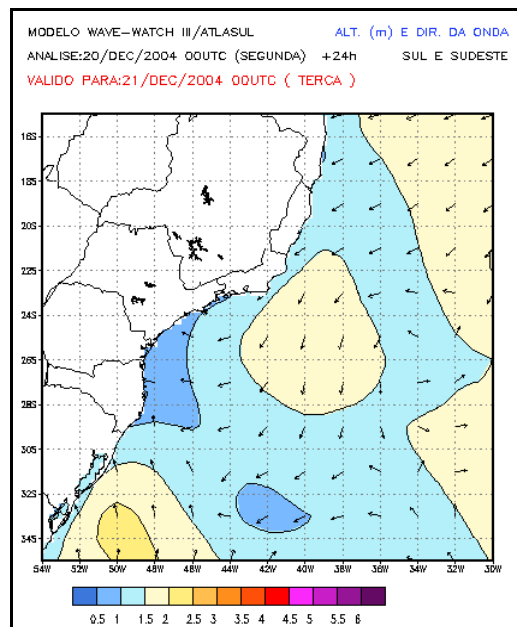 MODELO WAVE-WATCH III/ATLASUL ALT. (m) E DIR. DA ONDA
ANALISE:20/DEC/2004 00UTC (SEGUNDA) +24h SUL E SUDESTE
VALIDO PARA:21/DEC/2004 00UTC ( TERCA )
16S
18S
20S
22S
24S
26S
28S
30S
32S
34S
54W 52W 50W 48W 46W 44W 42W 40W 38W 36W 34W 32W 30W
0.5 1 1.5 2 2.5 3 3.5 4 4.5 5 5.5 6